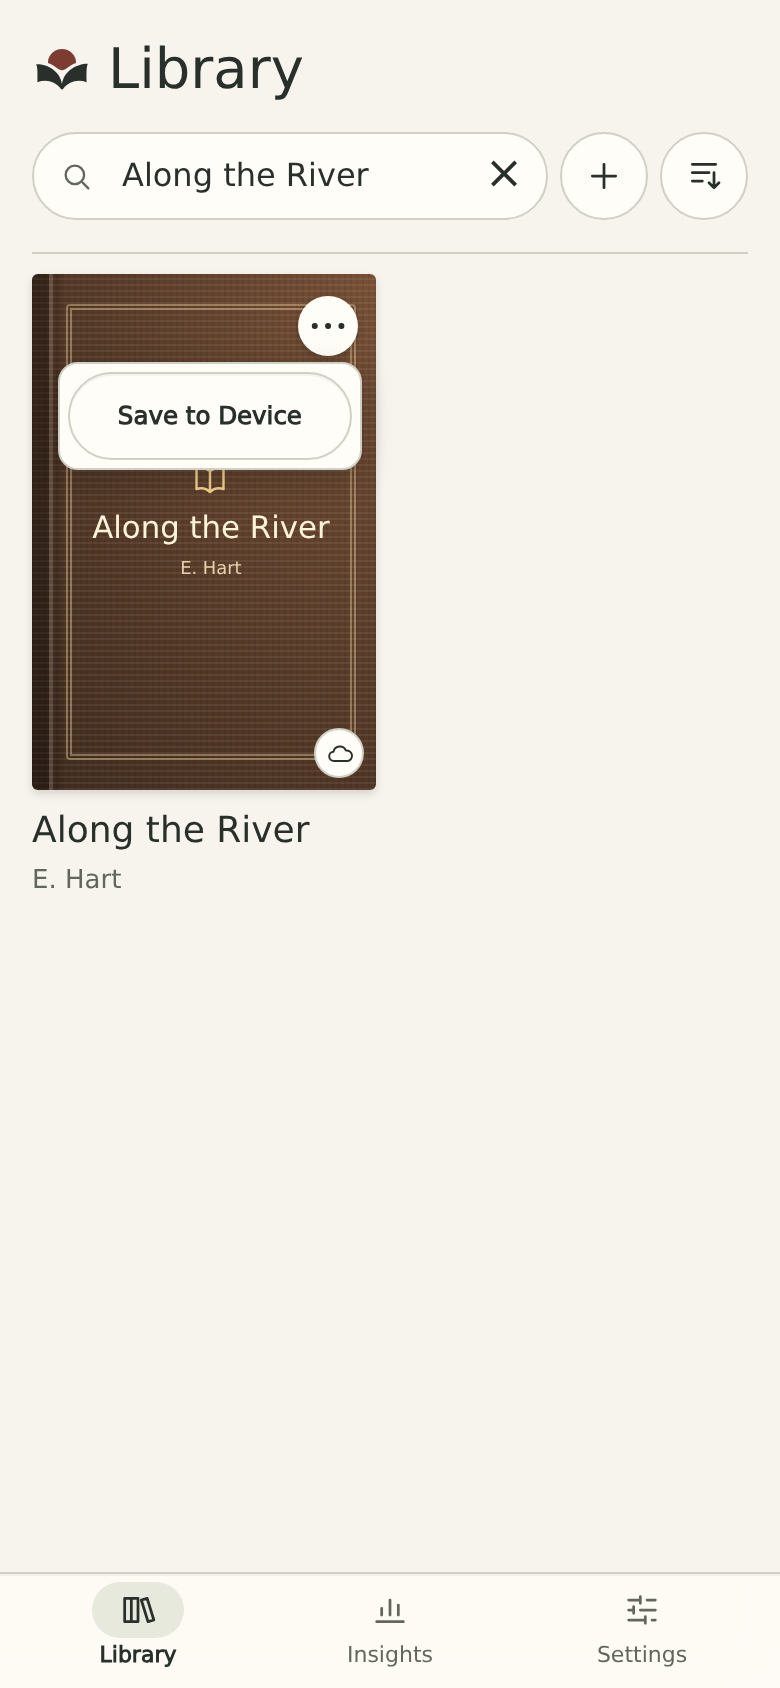 Library
Along the River
Save to Device
Along the River
E. Hart
Along the River
E. Hart
Library
Insights
Settings